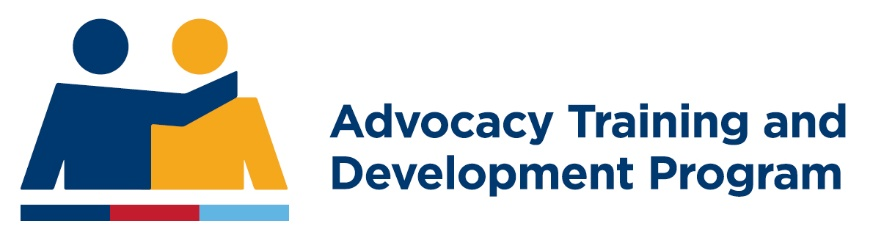 Advocacy Training and
Development Program